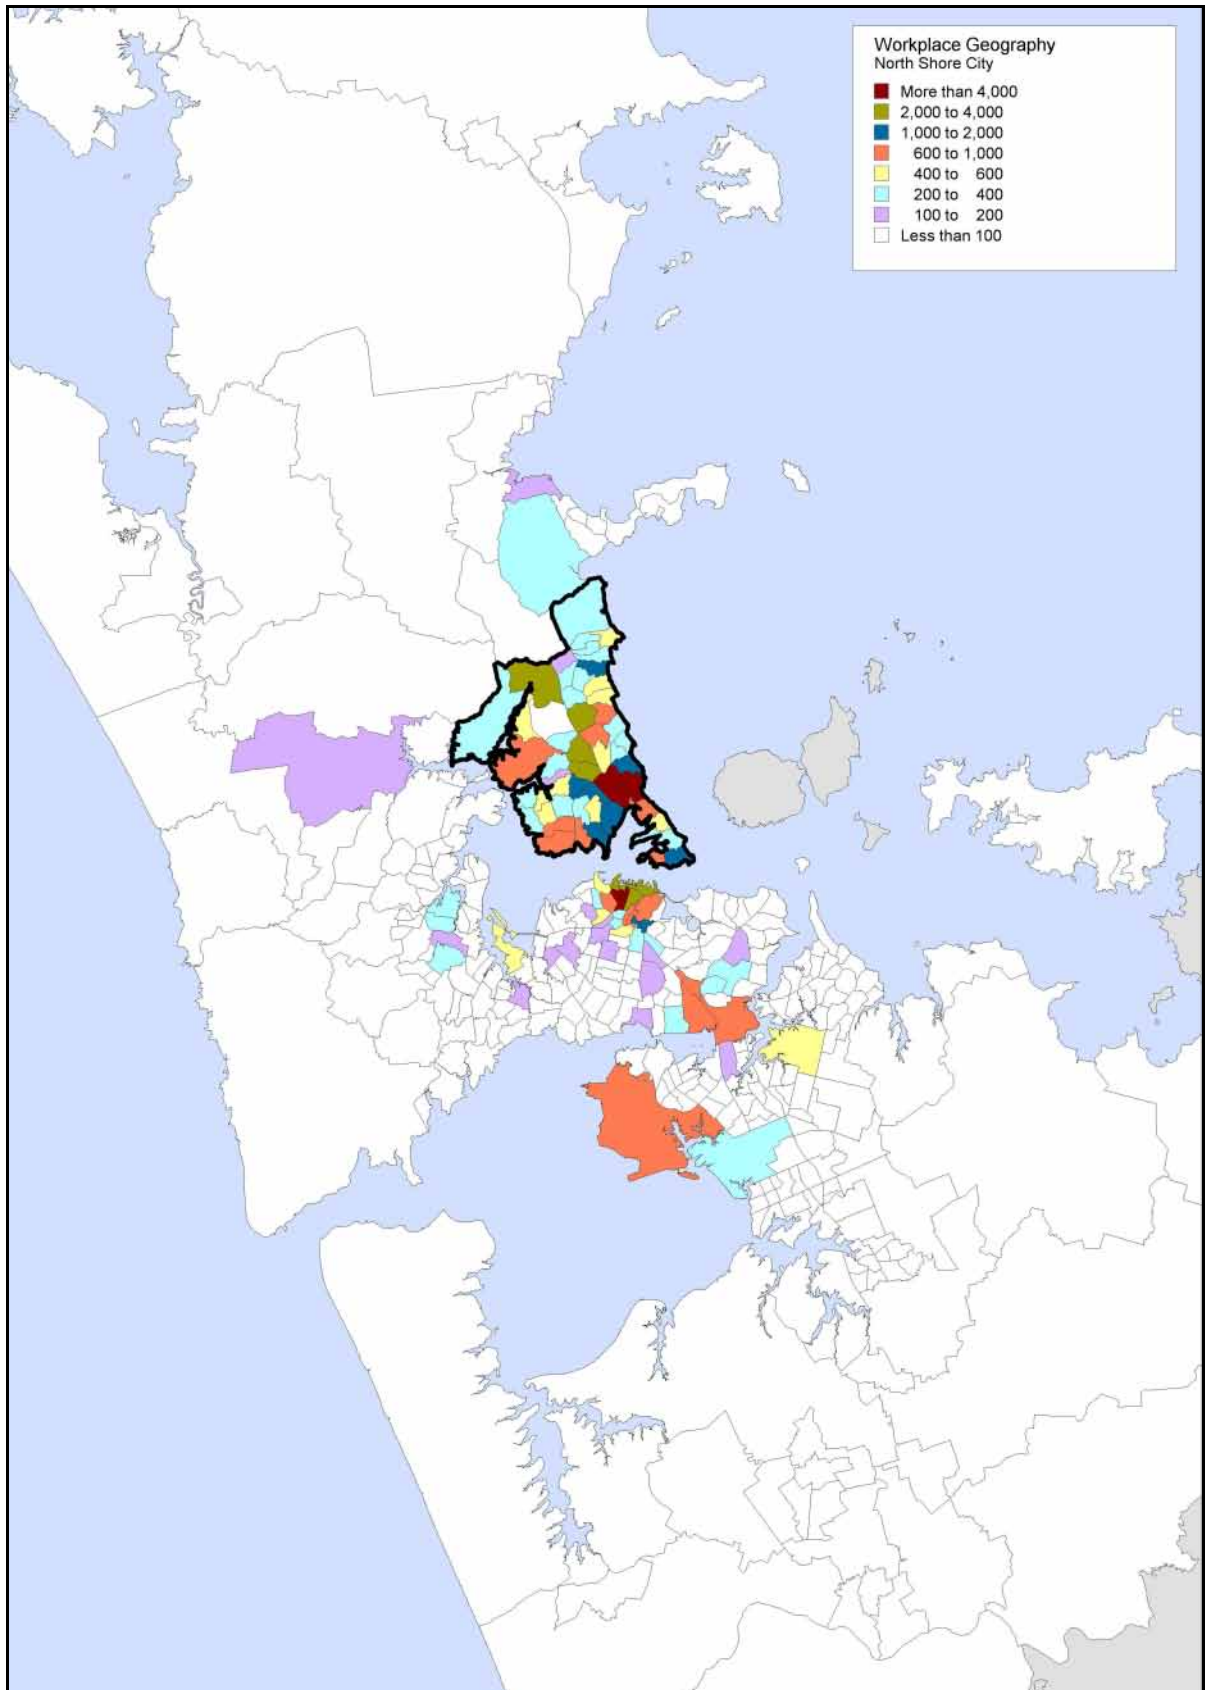 Workplace Geography
North Shore City
More than 4,000
2,000 to 4,000
1,000 to 2,000
600 to 1,000
400 to 600
200 to 400
100 to 200
Less than 100